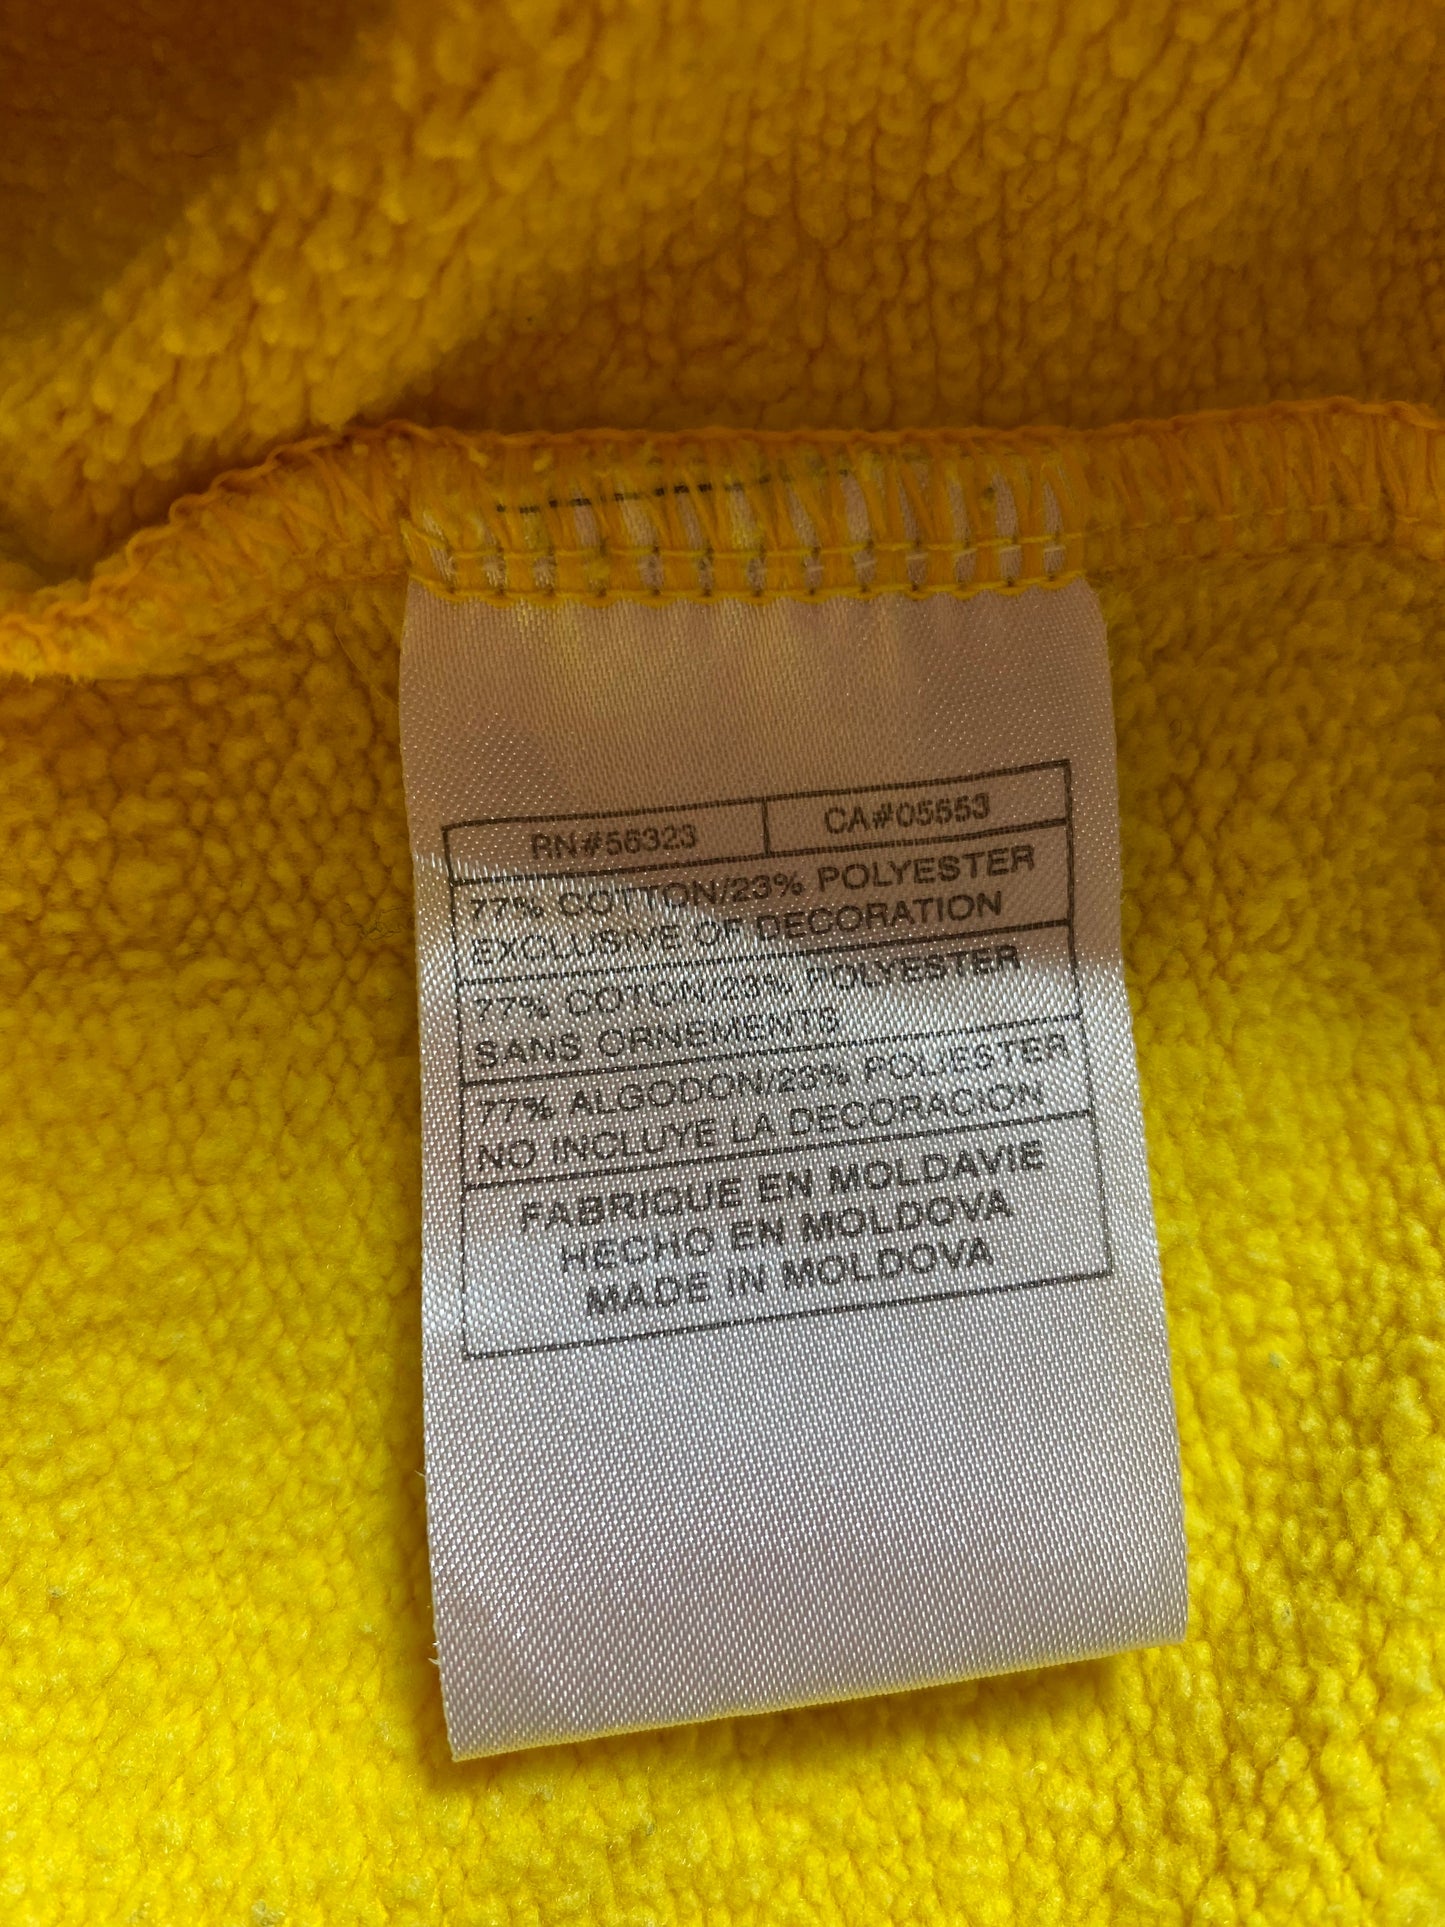 RN#56323 CA#05553
77% COTTON/23% POLYESTER
EXCLUSIVE OF DECORATION
77% COTON/23% POLYESTER
SANS ORNEMENTS
77% ALGODON/23% POLIESTER
NO INCLUYE LA DECORACION
FABRIQUE EN MOLDAVIE
HECHO EN MOLDOVA
MADE IN MOLDOVA